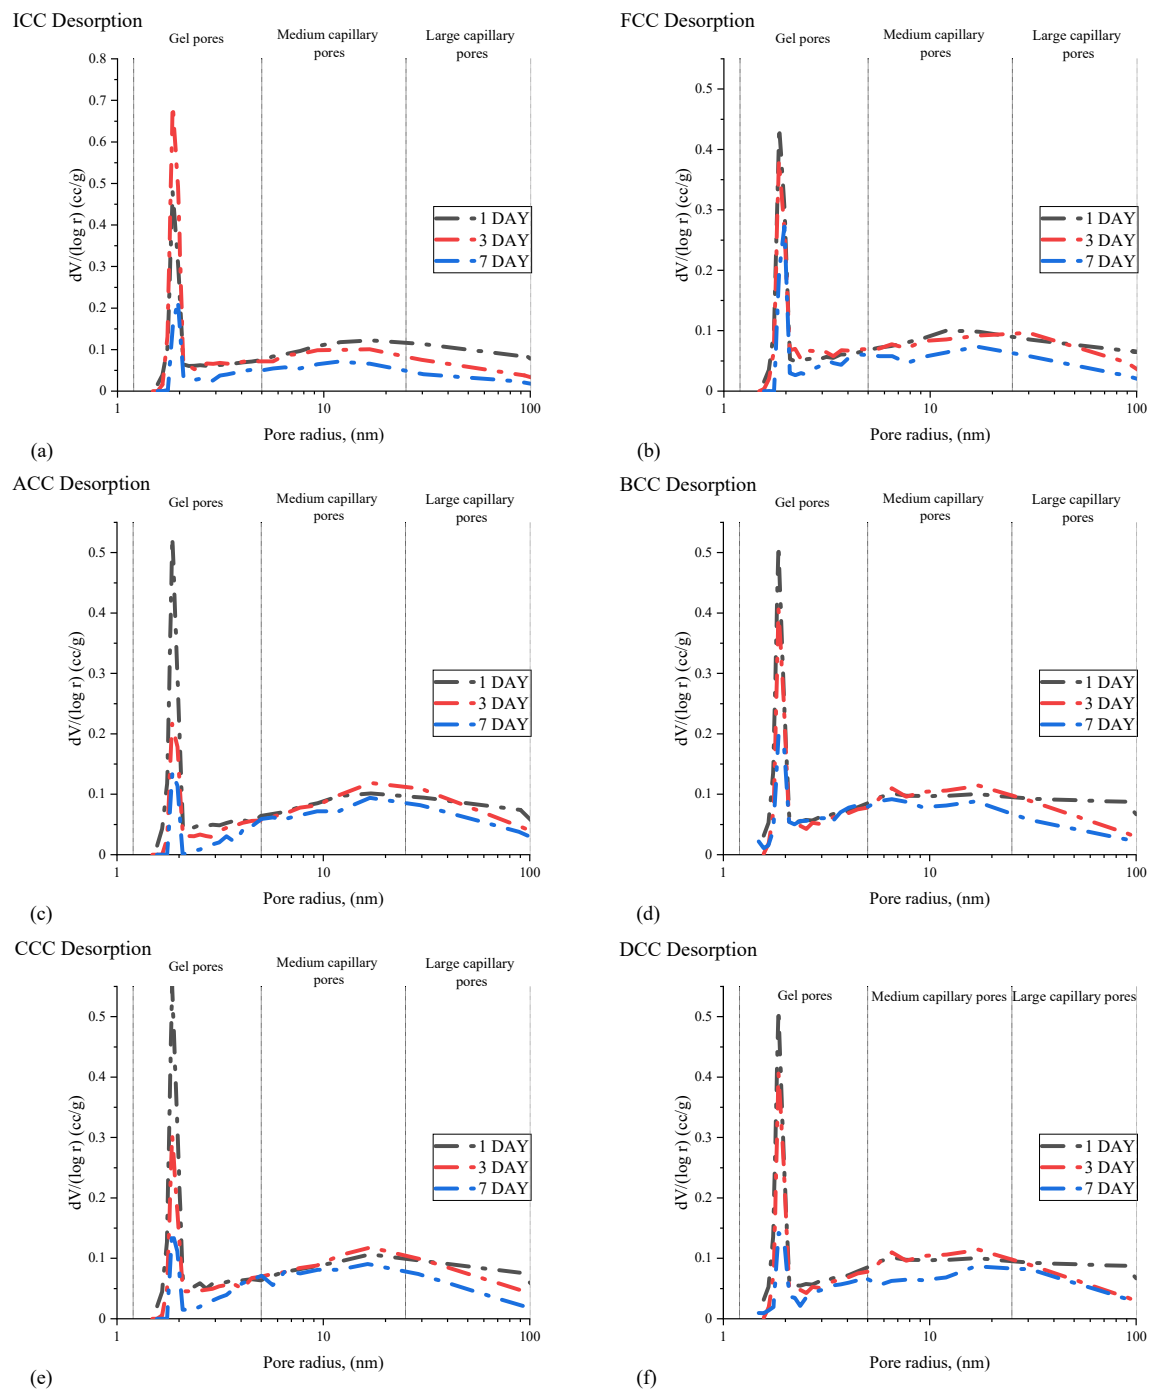 ICC Desorption
Gel pores
Medium capillary
pores
Large capillary
pores
0.8
0.7
0.6
0.5
0.4
0.3
0.2
0.1
0
dV/(log r) (cc/g)
1 DAY
3 DAY
7 DAY
1
10
100
Pore radius, (nm)
(a)
FCC Desorption
Gel pores
Medium capillary
pores
Large capillary
pores
0.5
0.4
0.3
0.2
0.1
0
dV/(log r) (cc/g)
1 DAY
3 DAY
7 DAY
1
10
100
Pore radius, (nm)
(b)
ACC Desorption
Gel pores
Medium capillary
pores
Large capillary
pores
0.5
0.4
0.3
0.2
0.1
0
dV/(log r) (cc/g)
1 DAY
3 DAY
7 DAY
1
10
100
Pore radius, (nm)
(c)
BCC Desorption
Gel pores
Medium capillary
pores
Large capillary
pores
0.5
0.4
0.3
0.2
0.1
0
dV/(log r) (cc/g)
1 DAY
3 DAY
7 DAY
1
10
100
Pore radius, (nm)
(d)
CCC Desorption
Gel pores
Medium capillary
pores
Large capillary
pores
0.5
0.4
0.3
0.2
0.1
0
dV/(log r) (cc/g)
1 DAY
3 DAY
7 DAY
1
10
100
Pore radius, (nm)
(e)
DCC Desorption
Gel pores
Medium capillary pores
Large capillary pores
0.5
0.4
0.3
0.2
0.1
0
dV/(log r) (cc/g)
1 DAY
3 DAY
7 DAY
1
10
100
Pore radius, (nm)
(f)